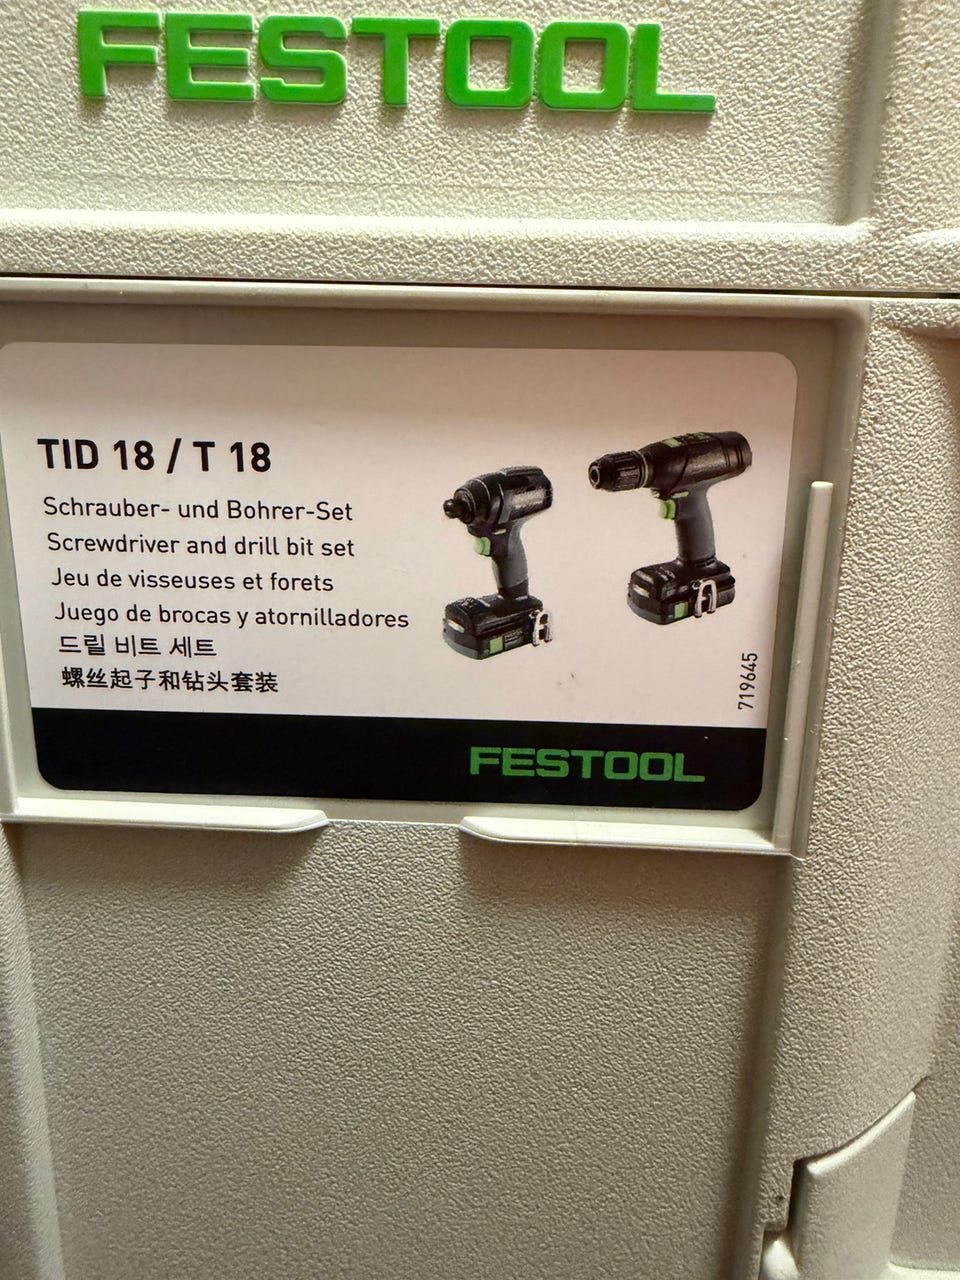 FESTOOL
TID 18 / T 18
Schrauber- und Bohrer-Set
Screwdriver and drill bit set
Jeu de visseuses et forets
Juego de brocas y atornilladores
드릴 비트 세트
螺丝起子和钻头套装
719645
FESTOOL